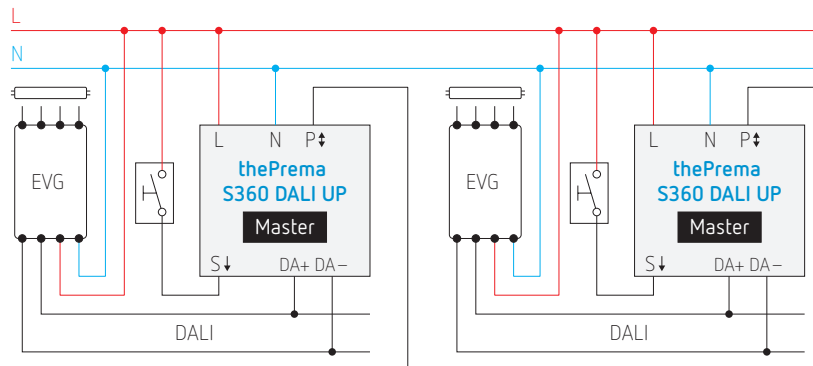 L
N
L N P
L N P
EVG
thePrema
S360 DALI UP
Master
EVG
thePrema
S360 DALI UP
Master
S DA+ DA−
S DA+ DA−
DALI
DALI